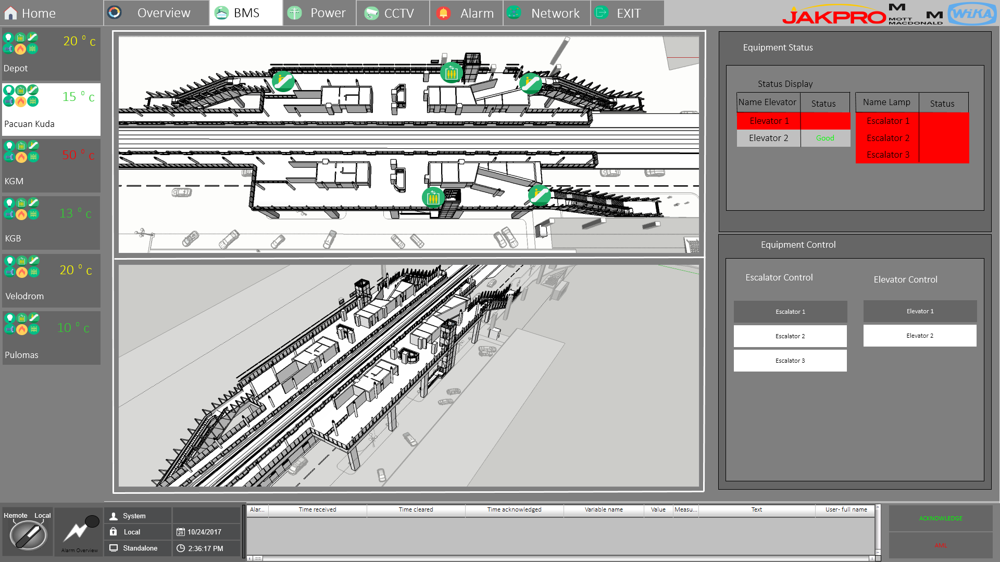 Home
Overview
BMS
Power
CCTV
Alarm
Network
EXIT
JAKPRO
M
MOTT
M
MACDONALD
WiKA
20 ° c
Depot
15 ° c
Pacuan Kuda
50 ° c
KGM
13 ° c
KGB
20 ° c
Velodrom
10 ° c
Pulomas
Equipment Status
Status Display
Name Elevator Status
Elevator 1
Elevator 2 Good
Name Lamp Status
Escalator 1
Escalator 2
Escalator 3
Equipment Control
Escalator Control
Escalator 1
Escalator 2
Escalator 3
Elevator Control
Elevator 1
Elevator 2
Remote Local
Alarm Overview
System
Local
28 10/24/2017
Standalone
2:36:17 PM
Alar... Time received Time cleared Time acknowledged Variable name Value Measu... Text User- full name
ACKNOWLEDGE
AML